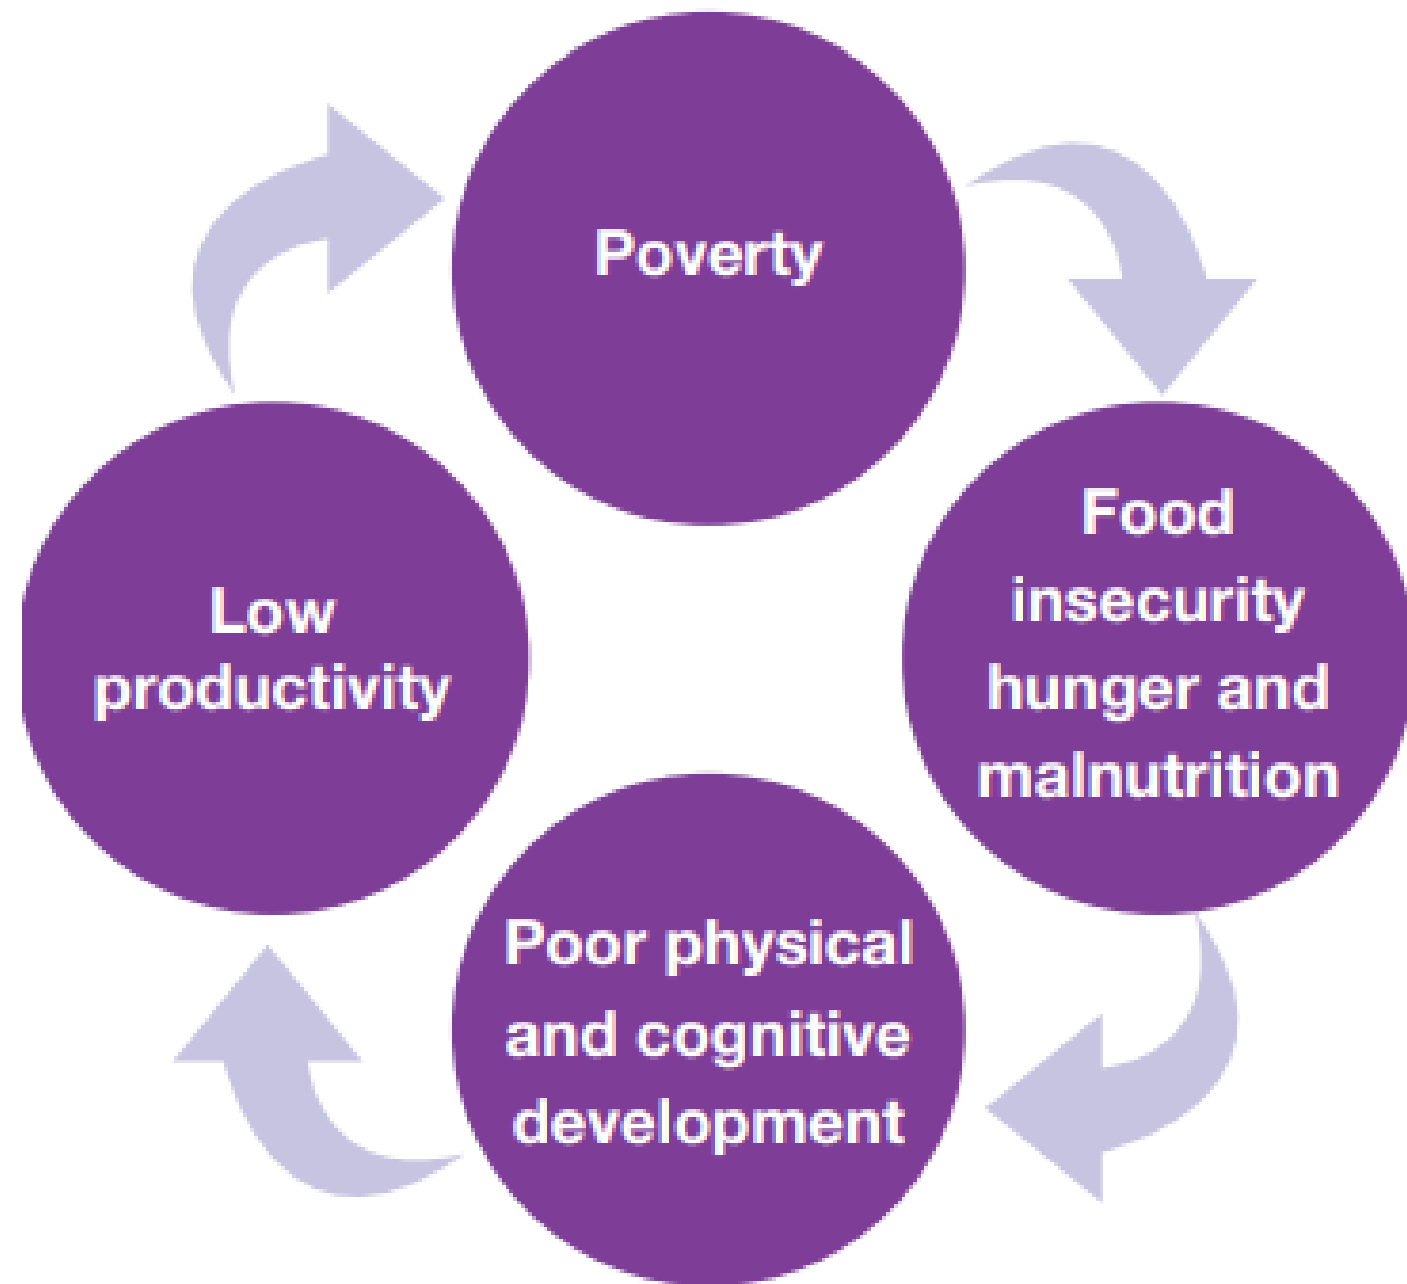 Poverty
Food
insecurity
hunger and
malnutrition
Poor physical
and cognitive
development
Low
productivity